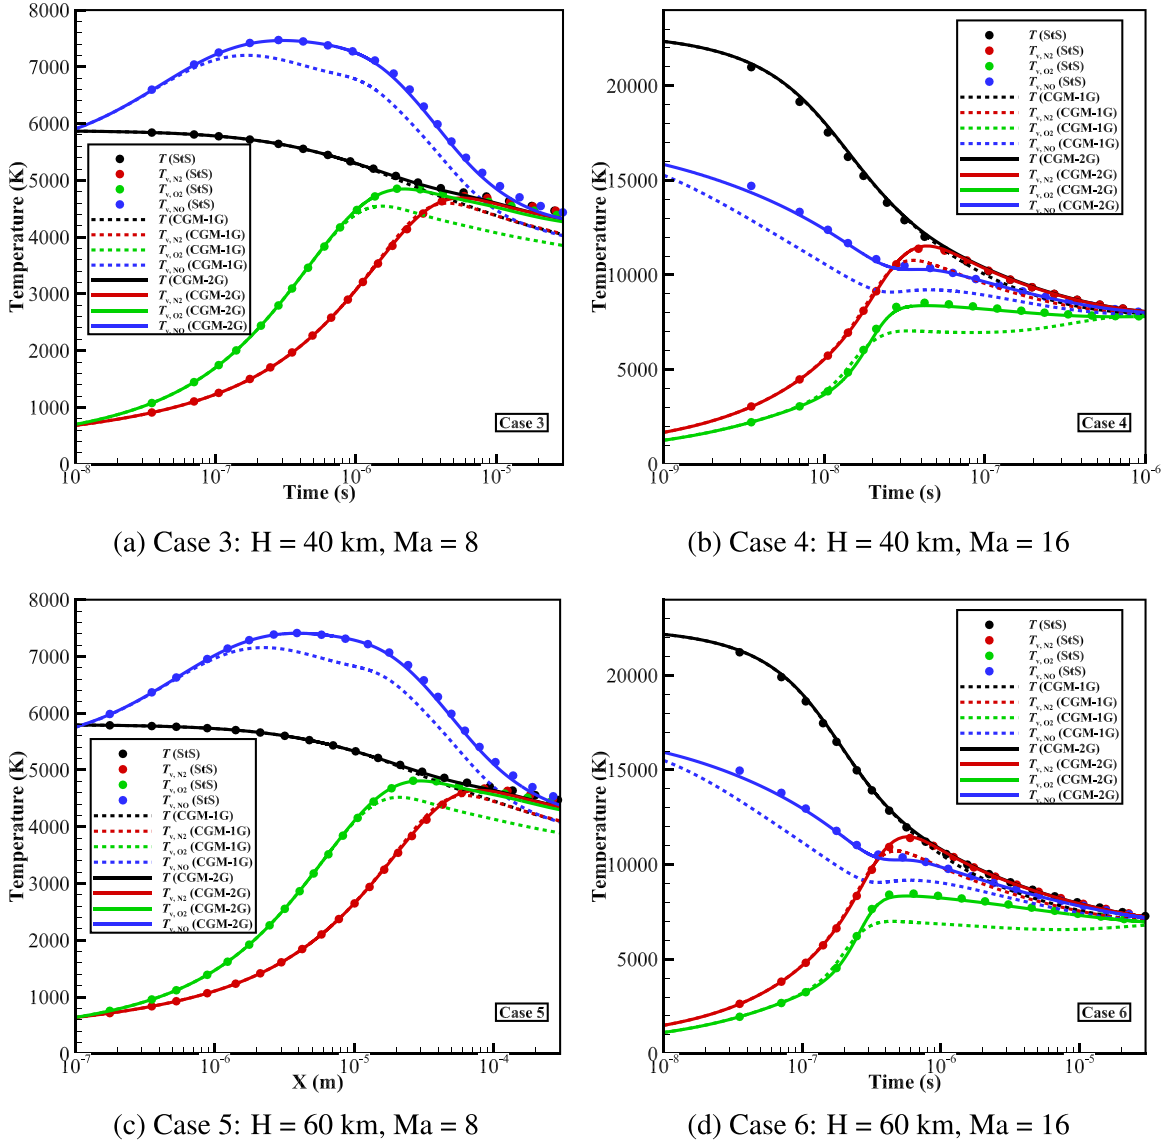 8000
7000
6000
5000
4000
3000
2000
1000
0
Temperature (K)
T (StS)
Tv, N2 (StS)
Tv, O2 (StS)
Tv, NO (StS)
T (CGM-1G)
Tv, N2 (CGM-1G)
Tv, O2 (CGM-1G)
Tv, NO (CGM-1G)
T (CGM-2G)
Tv, N2 (CGM-2G)
Tv, O2 (CGM-2G)
Tv, NO (CGM-2G)
Case 3
10-8 10-7 10-6 10-5
Time (s)
(a) Case 3: H = 40 km, Ma = 8
20000
15000
10000
5000
0
Temperature (K)
T (StS)
Tv, N2 (StS)
Tv, O2 (StS)
Tv, NO (StS)
T (CGM-1G)
Tv, N2 (CGM-1G)
Tv, O2 (CGM-1G)
Tv, NO (CGM-1G)
T (CGM-2G)
Tv, N2 (CGM-2G)
Tv, O2 (CGM-2G)
Tv, NO (CGM-2G)
Case 4
10-9 10-8 10-7 10-6
Time (s)
(b) Case 4: H = 40 km, Ma = 16
8000
7000
6000
5000
4000
3000
2000
1000
0
Temperature (K)
T (StS)
Tv, N2 (StS)
Tv, O2 (StS)
Tv, NO (StS)
T (CGM-1G)
Tv, N2 (CGM-1G)
Tv, O2 (CGM-1G)
Tv, NO (CGM-1G)
T (CGM-2G)
Tv, N2 (CGM-2G)
Tv, O2 (CGM-2G)
Tv, NO (CGM-2G)
Case 5
10-7 10-6 10-5 10-4
X (m)
(c) Case 5: H = 60 km, Ma = 8
20000
15000
10000
5000
0
Temperature (K)
T (StS)
Tv, N2 (StS)
Tv, O2 (StS)
Tv, NO (StS)
T (CGM-1G)
Tv, N2 (CGM-1G)
Tv, O2 (CGM-1G)
Tv, NO (CGM-1G)
T (CGM-2G)
Tv, N2 (CGM-2G)
Tv, O2 (CGM-2G)
Tv, NO (CGM-2G)
Case 6
10-8 10-7 10-6 10-5
Time (s)
(d) Case 6: H = 60 km, Ma = 16